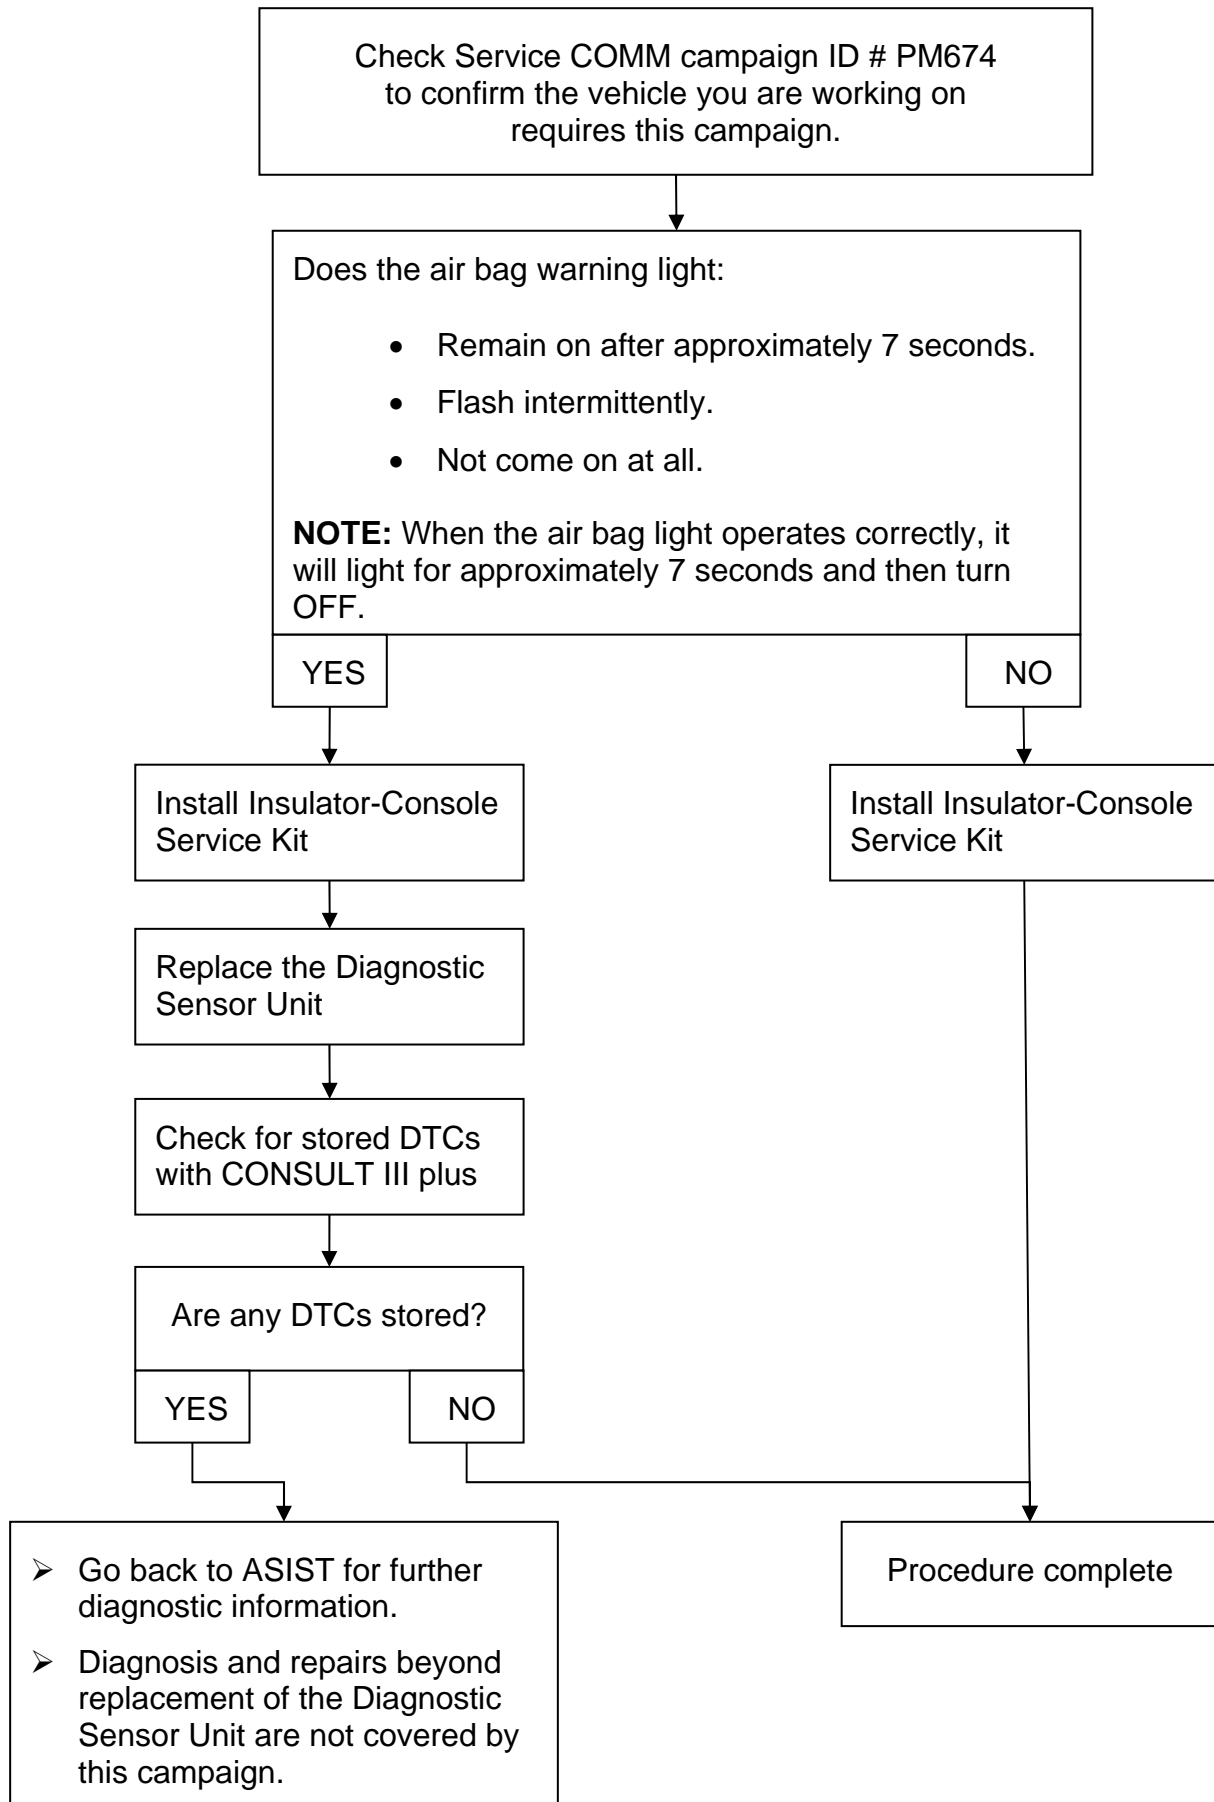 Check Service COMM campaign ID # PM674
to confirm the vehicle you are working on
requires this campaign.
Does the air bag warning light:
• Remain on after approximately 7 seconds.
• Flash intermittently.
• Not come on at all.
NOTE: When the air bag light operates correctly, it
will light for approximately 7 seconds and then turn
OFF.
YES
NO
Install Insulator-Console
Service Kit
Install Insulator-Console
Service Kit
Replace the Diagnostic
Sensor Unit
Check for stored DTCs
with CONSULT III plus
Are any DTCs stored?
YES
NO
➢ Go back to ASIST for further
diagnostic information.
➢ Diagnosis and repairs beyond
replacement of the Diagnostic
Sensor Unit are not covered by
this campaign.
Procedure complete